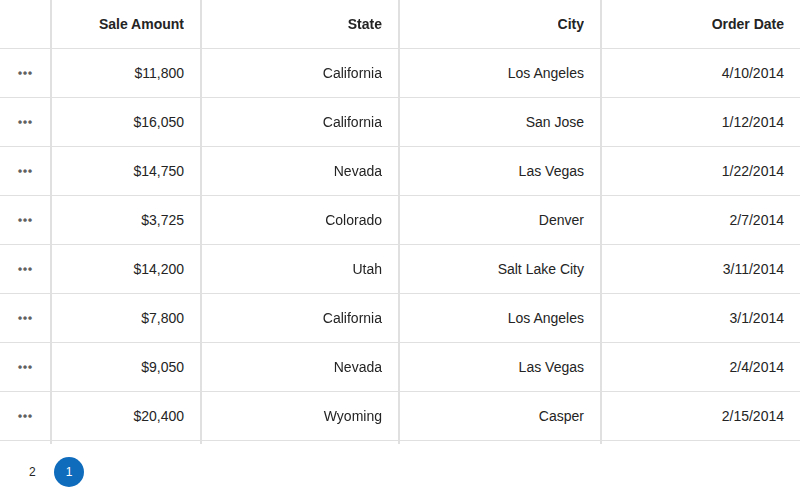 Sale Amount State City Order Date
••• $11,800 California Los Angeles 4/10/2014
••• $16,050 California San Jose 1/12/2014
••• $14,750 Nevada Las Vegas 1/22/2014
••• $3,725 Colorado Denver 2/7/2014
••• $14,200 Utah Salt Lake City 3/11/2014
••• $7,800 California Los Angeles 3/1/2014
••• $9,050 Nevada Las Vegas 2/4/2014
••• $20,400 Wyoming Casper 2/15/2014
2 1